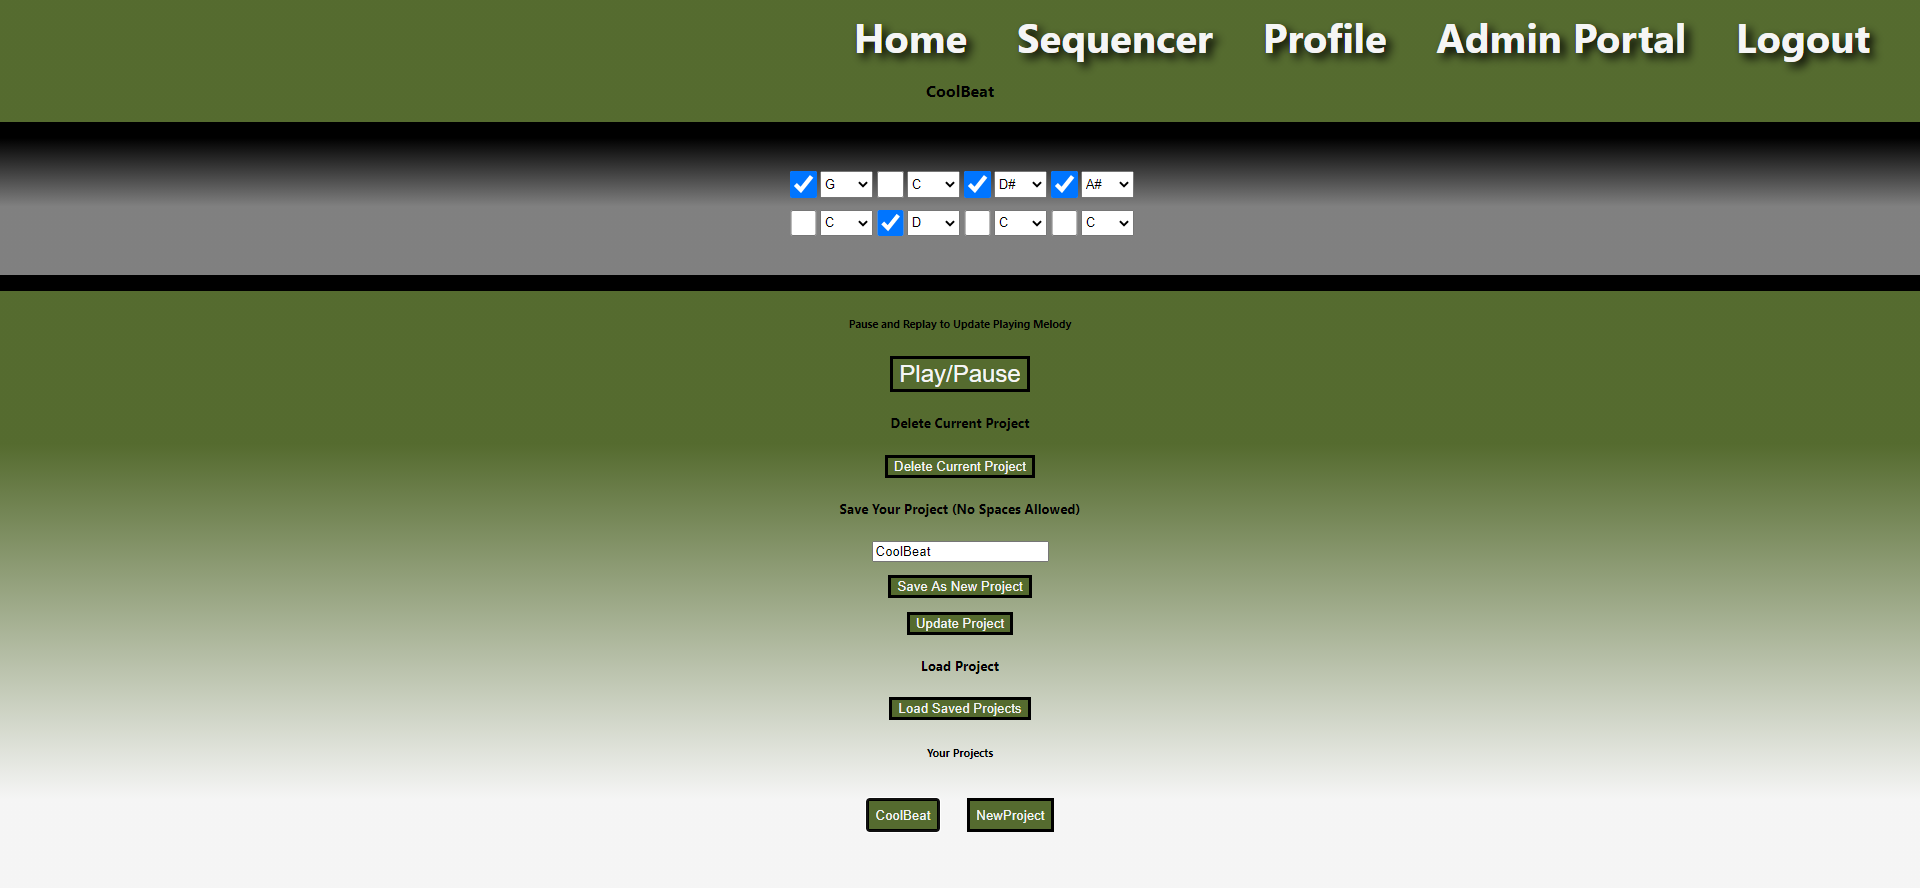 Home Sequencer Profile Admin Portal Logout
CoolBeat
G C D# A#
C D C C
Pause and Replay to Update Playing Melody
Play/Pause
Delete Current Project
Delete Current Project
Save Your Project (No Spaces Allowed)
CoolBeat
Save As New Project
Update Project
Load Project
Load Saved Projects
Your Projects
CoolBeat NewProject